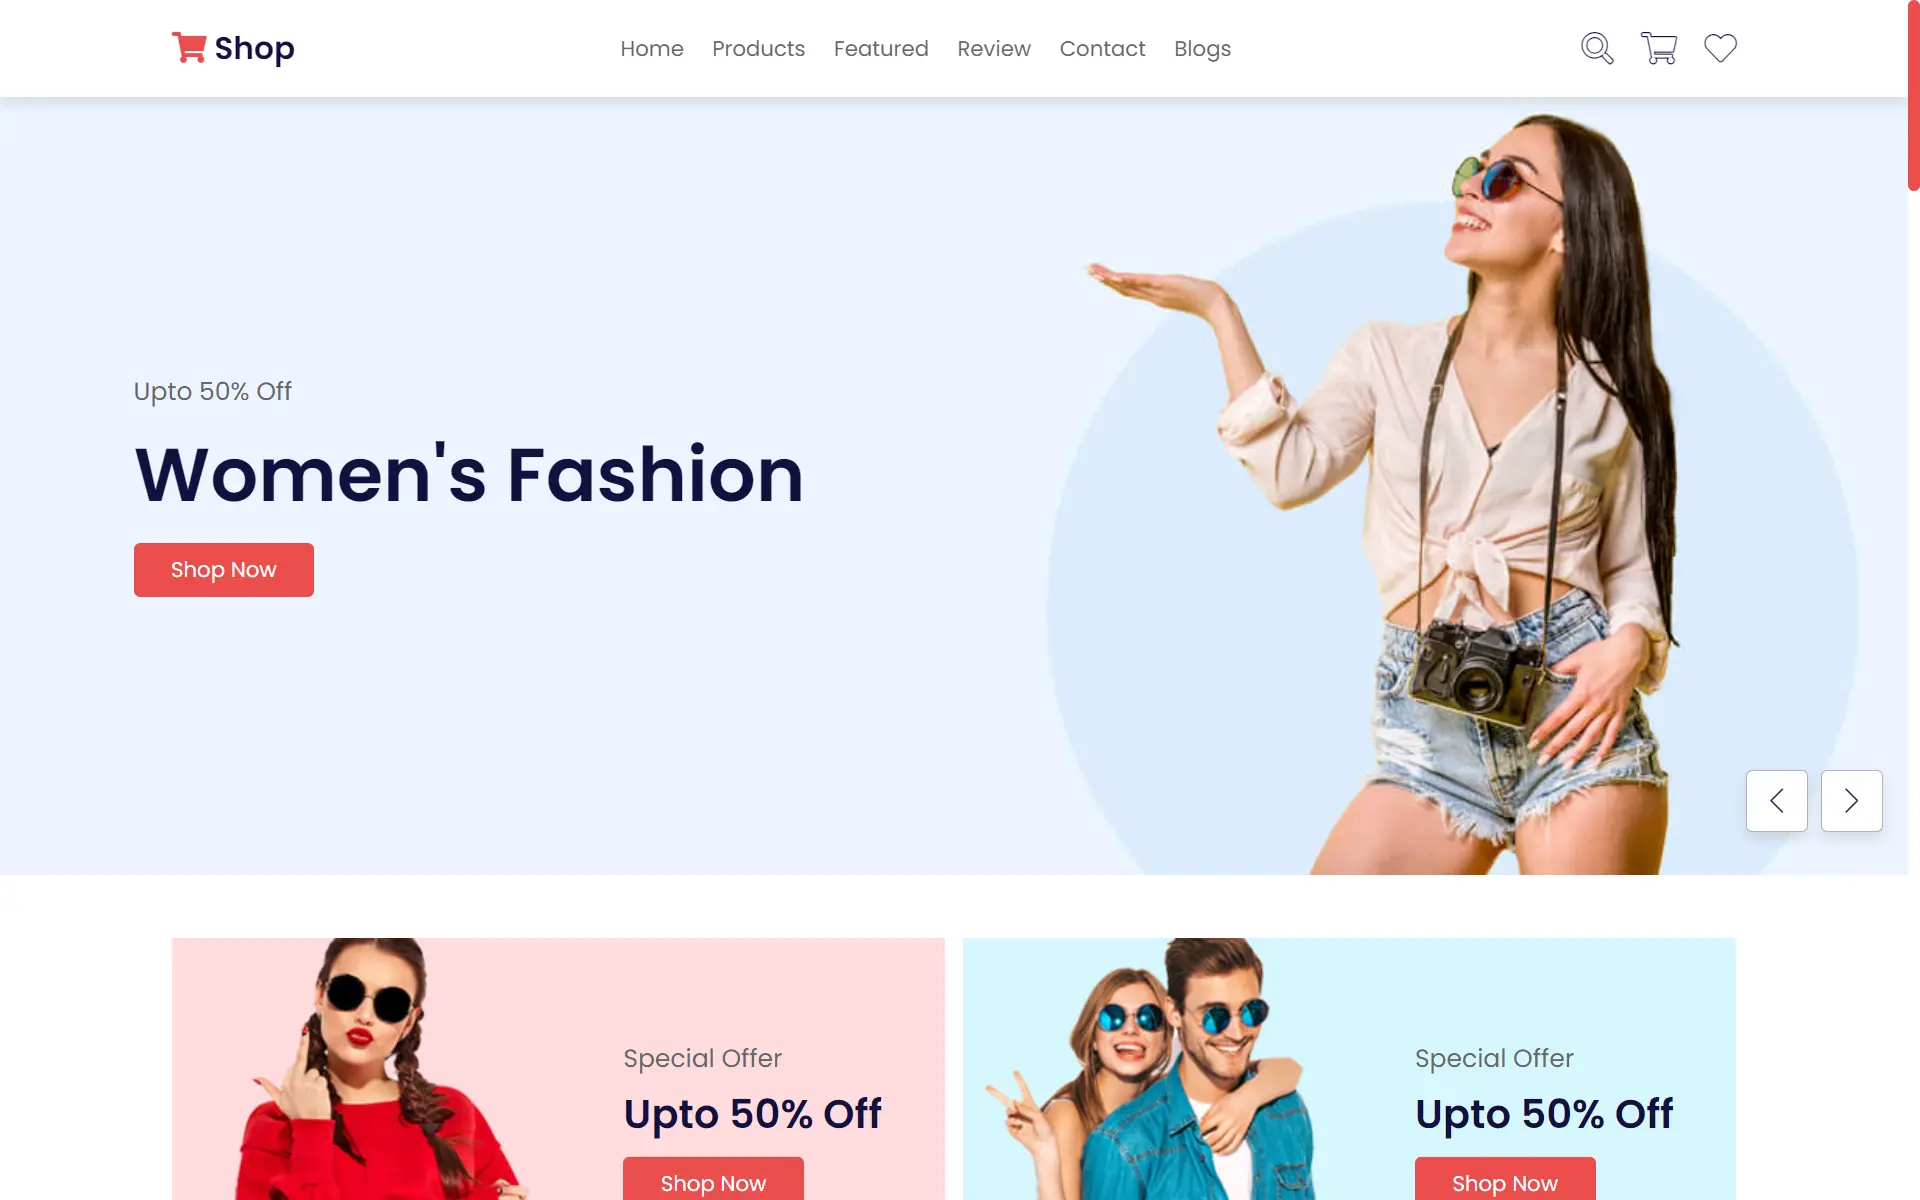 Shop
Home Products Featured Review Contact Blogs
Upto 50% Off
Women's Fashion
Shop Now
Special Offer
Upto 50% Off
Shop Now
Special Offer
Upto 50% Off
Shop Now